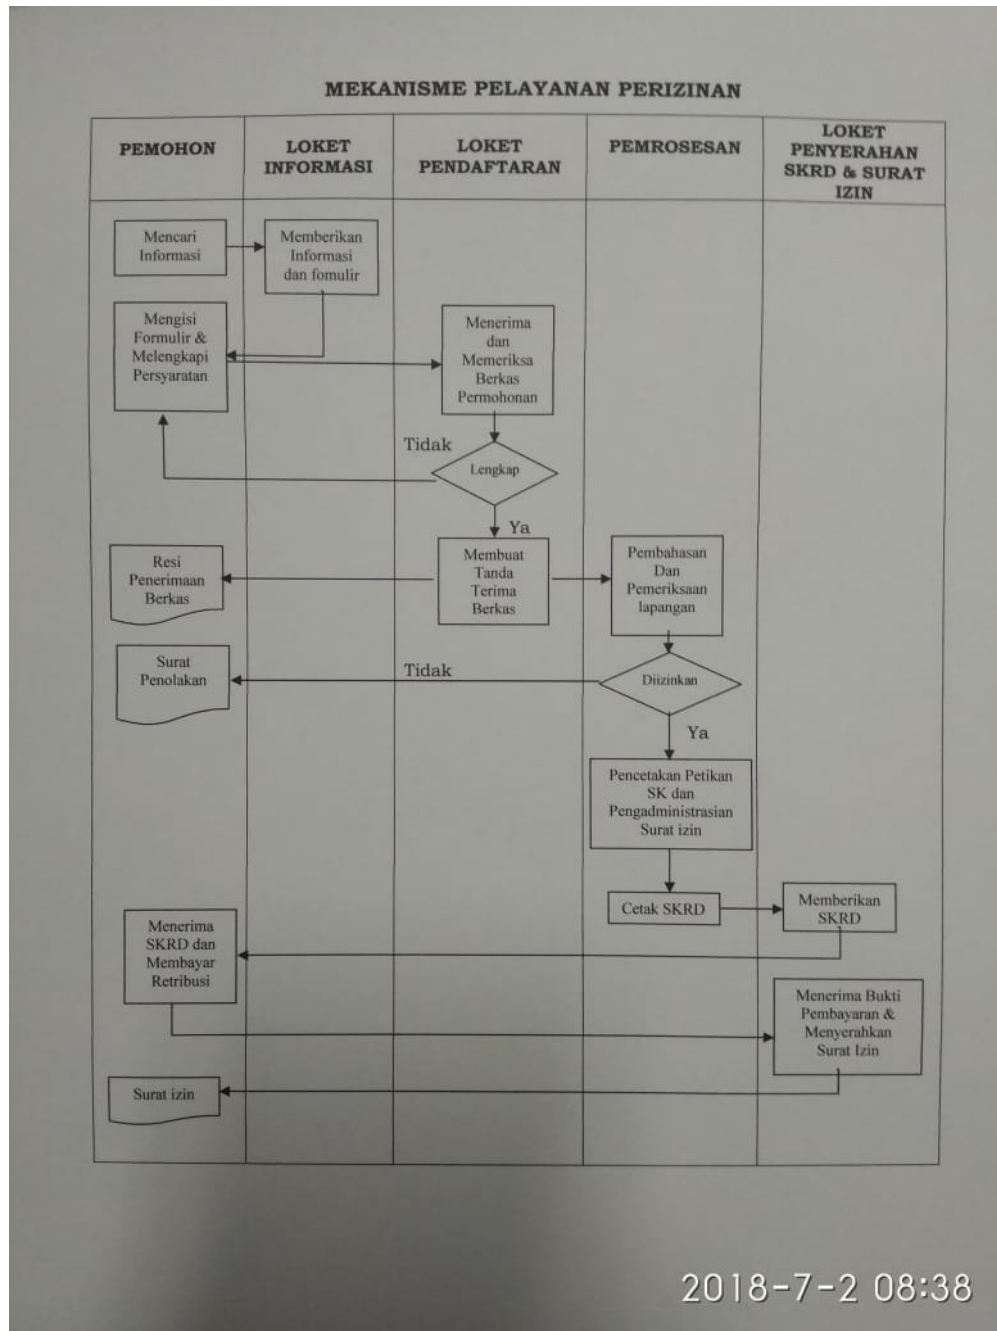 MEKANISME PELAYANAN PERIZINAN
PEMOHON
LOKET
INFORMASI
LOKET
PENDAFTARAN
PEMROSESAN
LOKET
PENYERAHAN
SKRD & SURAT
IZIN
Mencari
Informasi
Memberikan
Informasi
dan fomulir
Mengisi
Formulir &
Melengkapi
Persyaratan
Menerima
dan
Memeriksa
Berkas
Permohonan
Tidak
Lengkap
Ya
Resi
Penerimaan
Berkas
Membuat
Tanda
Terima
Berkas
Pembahasan
Dan
Pemeriksaan
lapangan
Surat
Penolakan
Tidak
Diizinkan
Ya
Pencetakan Petikan
SK dan
Pengadministrasian
Surat izin
Cetak SKRD
Memberikan
SKRD
Menerima
SKRD dan
Membayar
Retribusi
Menerima Bukti
Pembayaran &
Menyerahkan
Surat Izin
Surat izin
2018-7-2 08:38